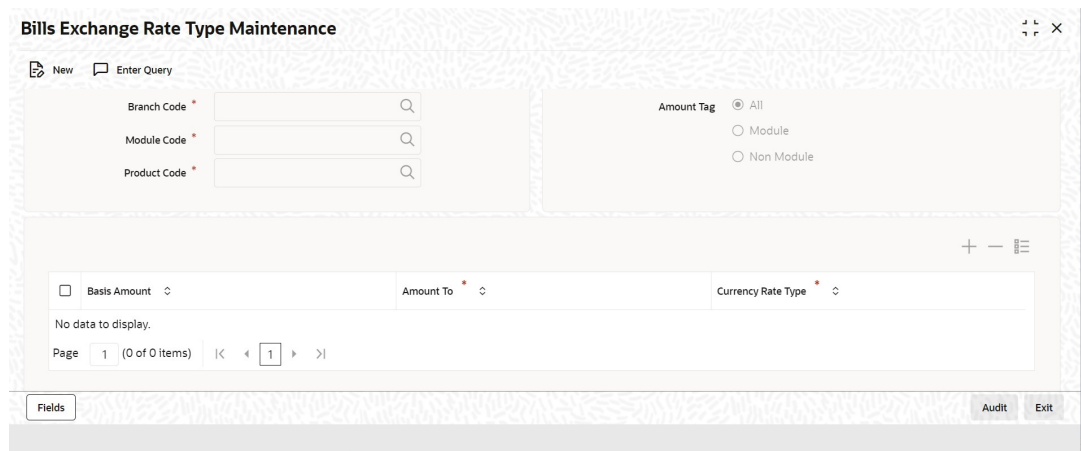 Bills Exchange Rate Type Maintenance
New Enter Query
Branch Code *
Module Code *
Product Code *
Amount Tag All
Module
Non Module
Basis Amount Amount To * Currency Rate Type *
No data to display.
Page 1 (0 of 0 items) 1
Fields Audit Exit